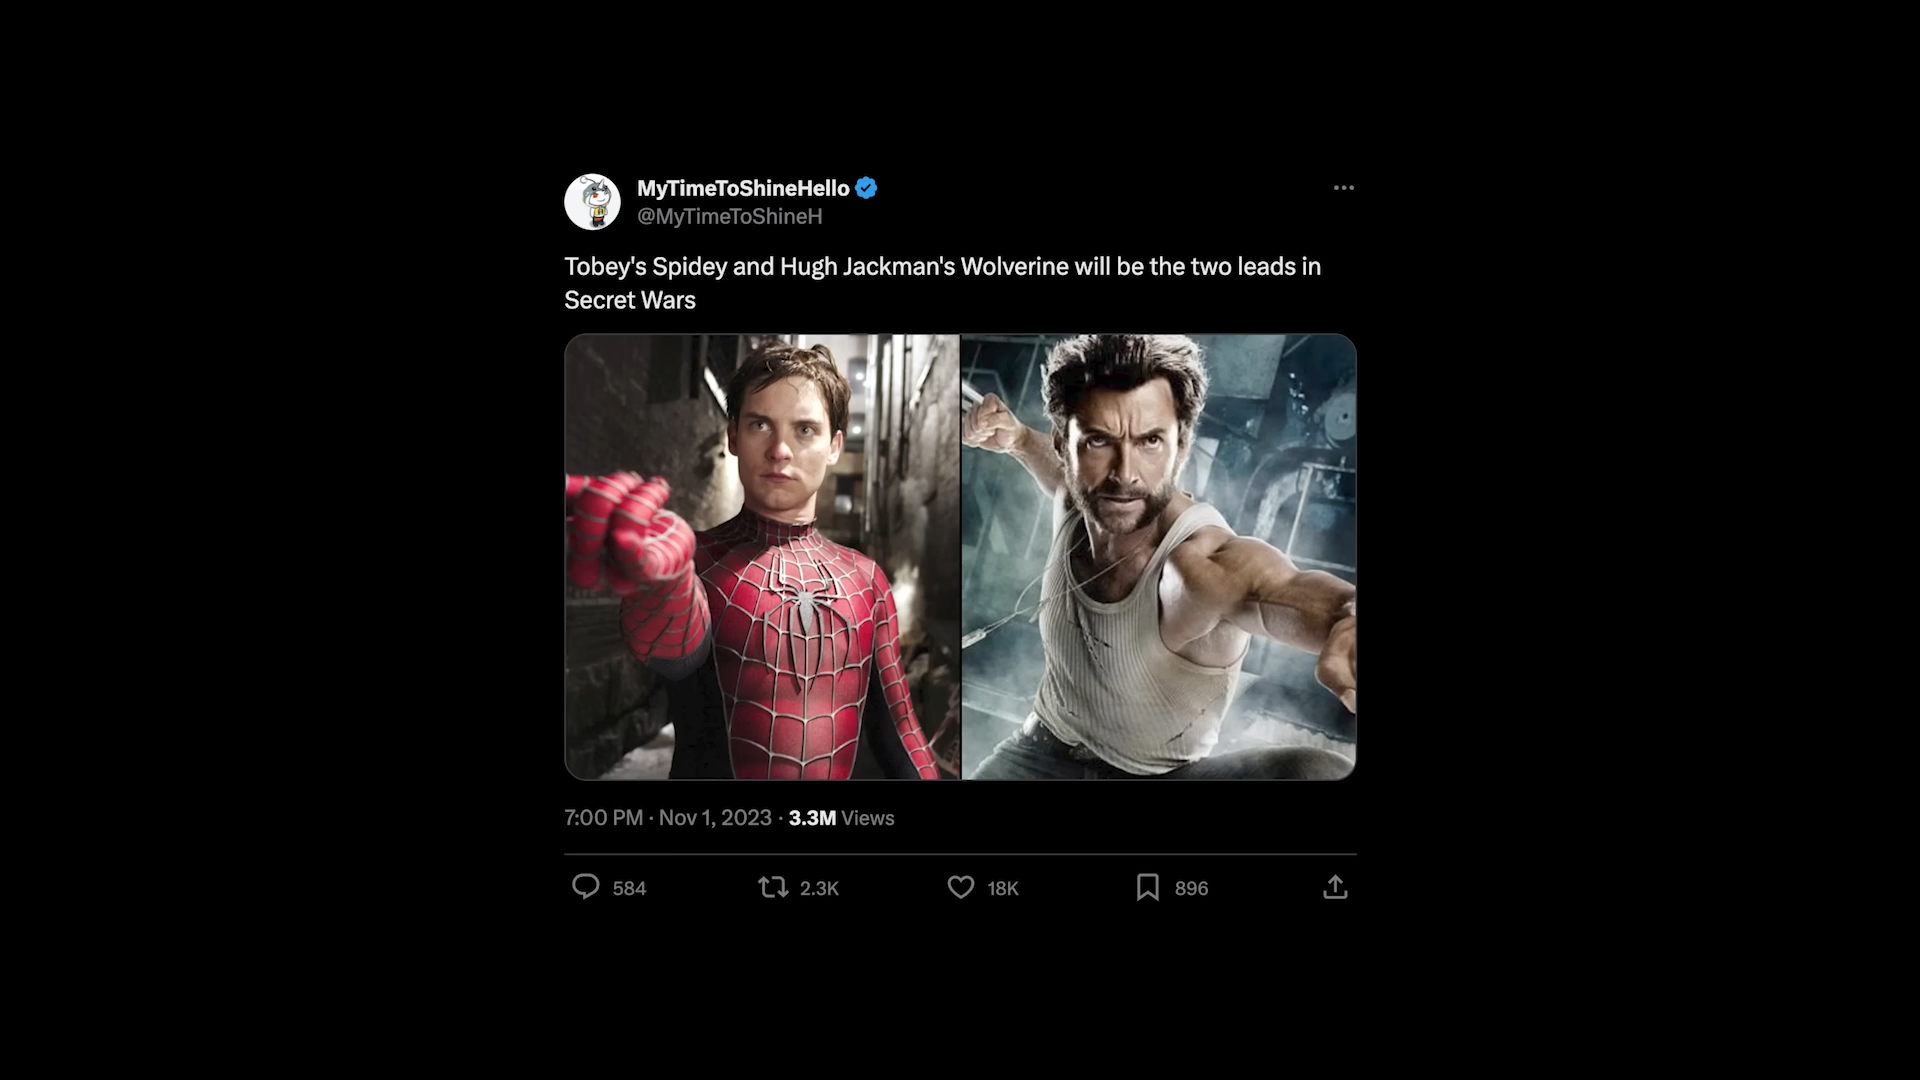 MyTimeToShineHello
@MyTimeToShineH
Tobey's Spidey and Hugh Jackman's Wolverine will be the two leads in
Secret Wars
7:00 PM · Nov 1, 2023 · 3.3M Views
584 2.3K 18K 896